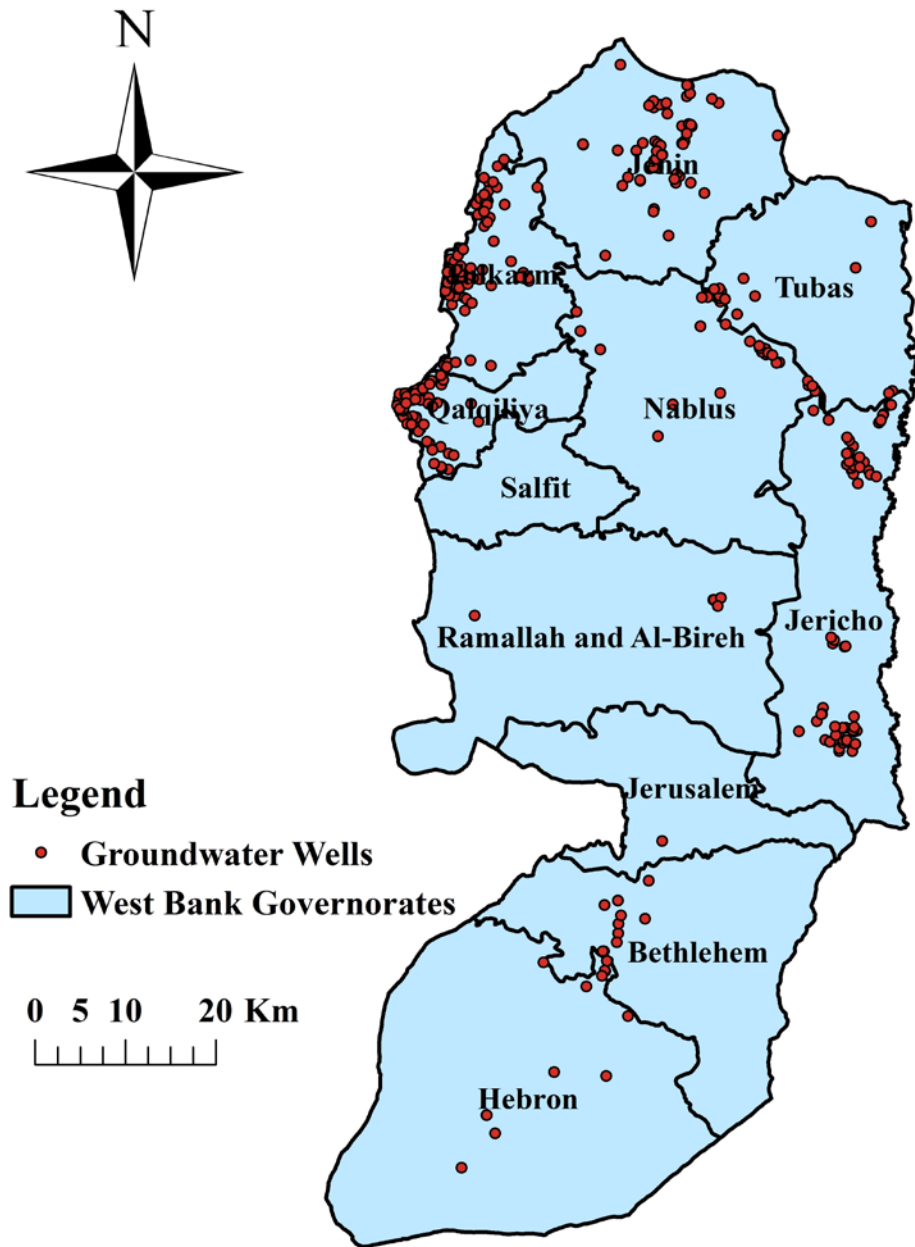 N
Jenin
Tulkarm
Tubas
Qalqiliya
Nablus
Salfit
Ramallah and Al-Bireh
Jericho
Jerusalem
Bethlehem
Hebron
Legend
Groundwater Wells
West Bank Governorates
0 5 10 20 Km